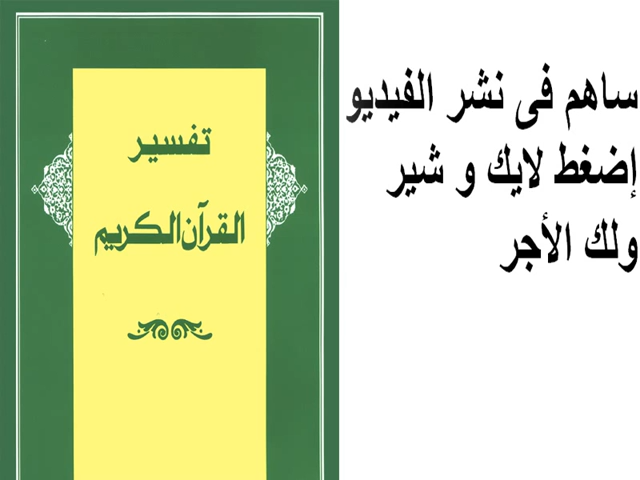 ساهم فى نشر الفيديو
إضغط لايك و شير
ولك الأجر
تفسير
القرآن الكريم